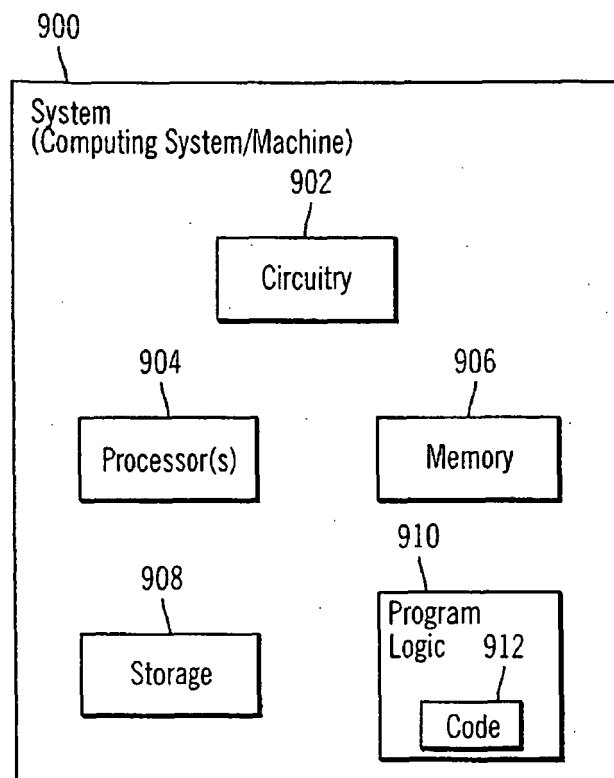 900
System
(Computing System/Machine)
902
Circuitry
904
906
Processor(s)
Memory
908
910
Storage
Program
Logic 912
Code